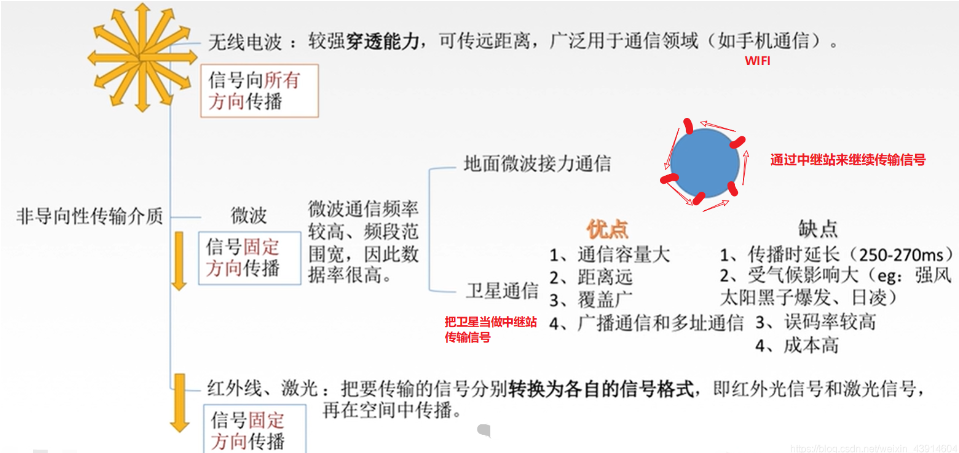 无线电波：较强穿透能力，可传远距离，广泛用于通信领域（如手机通信）。
WIFI
信号向所有
方向传播
地面微波接力通信
通过中继站来继续传输信号
非导向性传输介质
微波
微波通信频率
较高、频段范
围宽，因此数
据率很高。
信号固定
方向传播
卫星通信
把卫星当做中继站
传输信号
优点
1、通信容量大
2、距离远
3、覆盖广
4、广播通信和多址通信
缺点
1、传播时延长（250-270ms）
2、受气候影响大（eg：强风
太阳黑子爆发、日凌）
3、误码率较高
4、成本高
红外线、激光：把要传输的信号分别转换为各自的信号格式，即红外光信号和激光信号，
再在空间中传播。
信号固定
方向传播